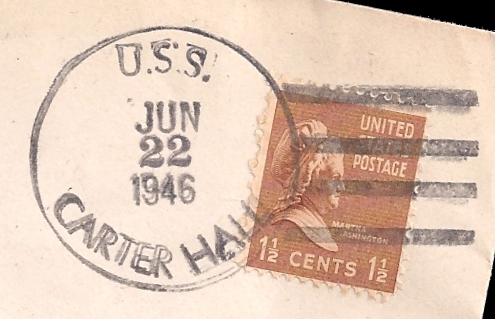 U.S.S.
JUN
22
1946
CARTER HALL
UNITED
STATES
POSTAGE
MARTHA
WASHINGTON
1½ CENTS 1½